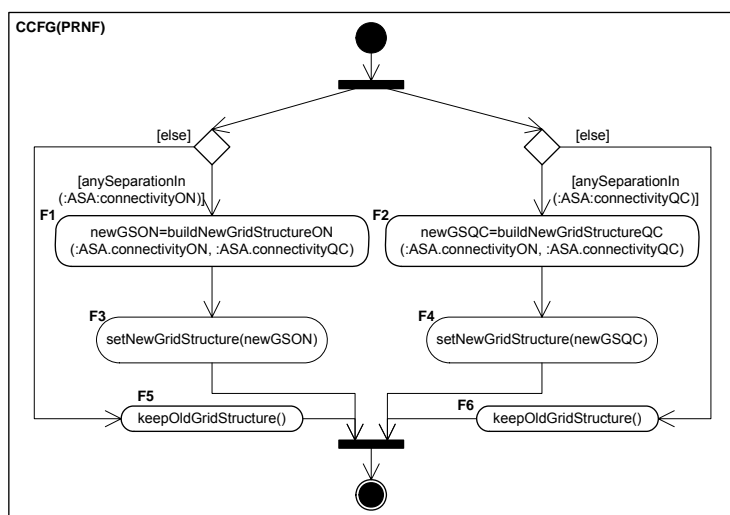 CCFG(PRNF)
[else]
[else]
[anySeparationIn
(:ASA:connectivityON)]
[anySeparationIn
(:ASA:connectivityQC)]
F1
newGSON=buildNewGridStructureON
(:ASA.connectivityON, :ASA.connectivityQC)
F2
newGSQC=buildNewGridStructureQC
(:ASA.connectivityON, :ASA.connectivityQC)
F3
setNewGridStructure(newGSON)
F4
setNewGridStructure(newGSQC)
F5
keepOldGridStructure()
F6
keepOldGridStructure()